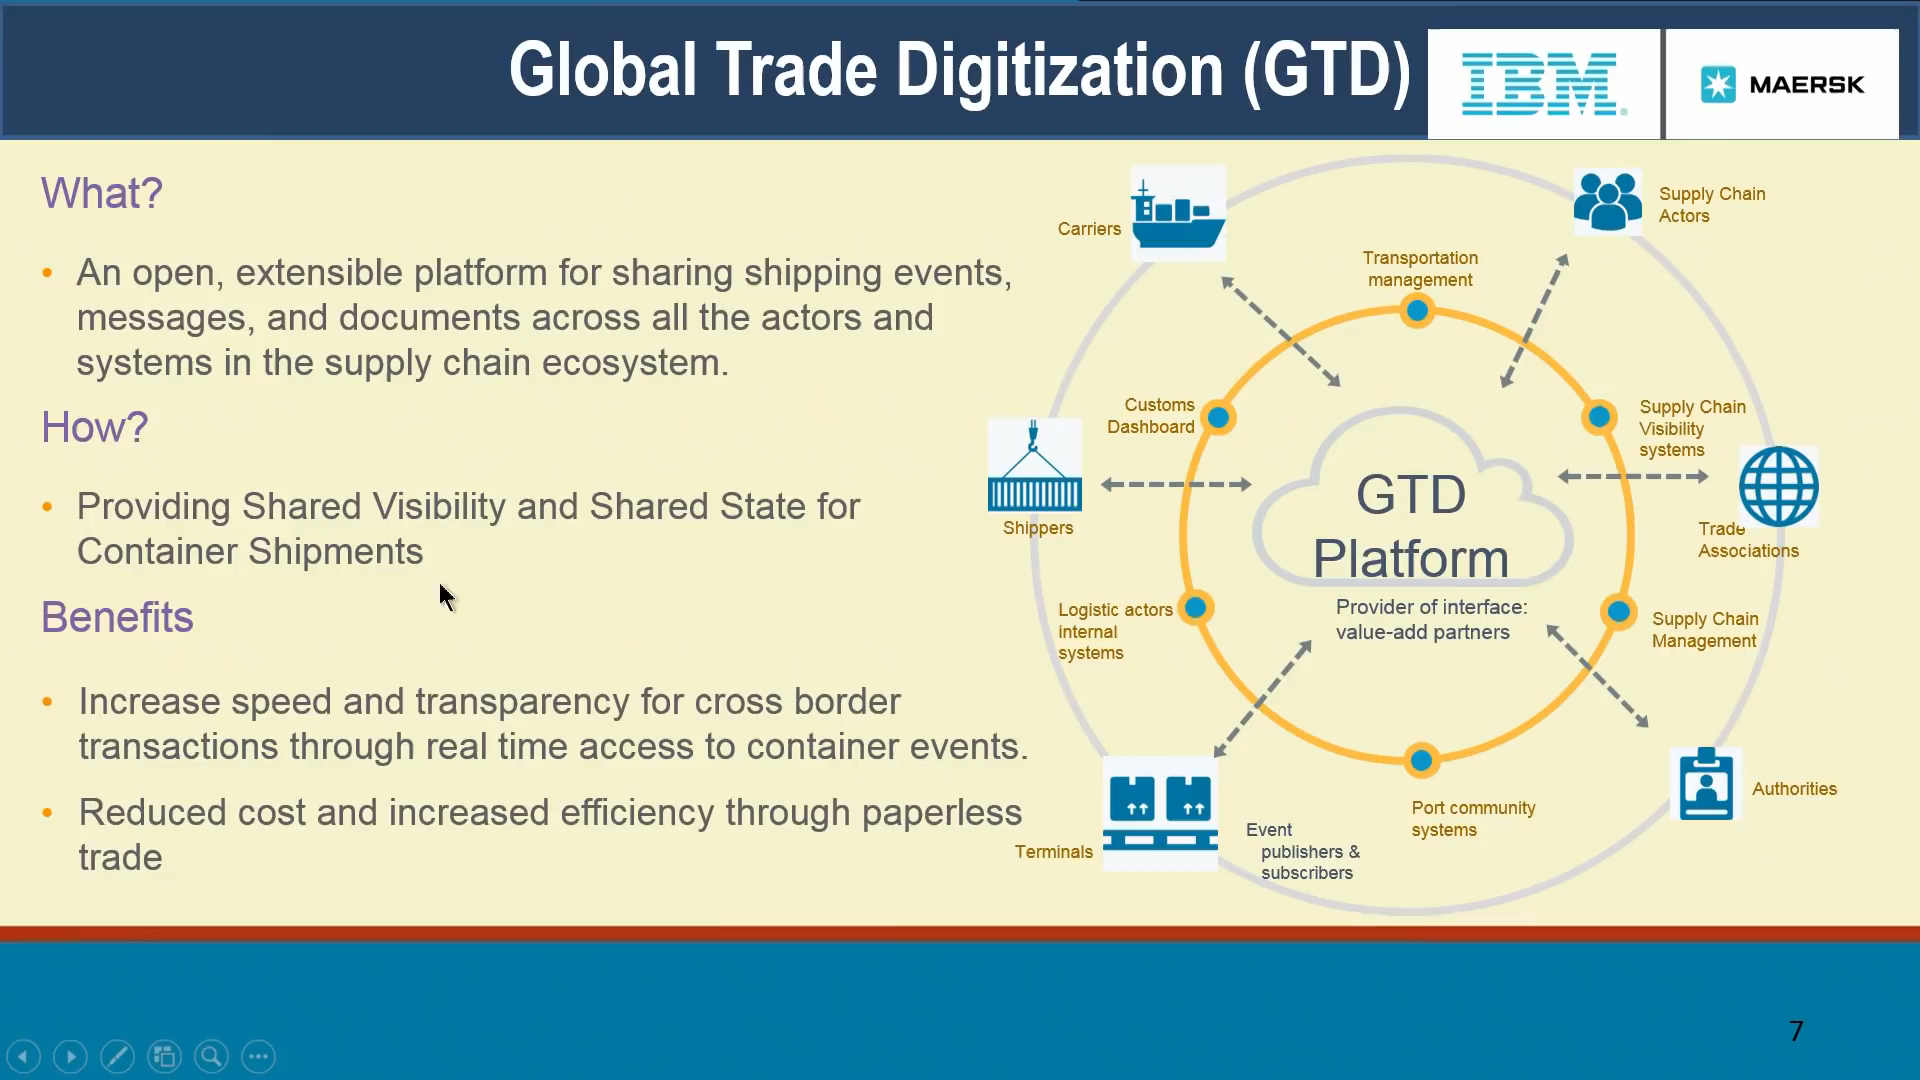 Global Trade Digitization (GTD)
IBM®
MAERSK
What?
• An open, extensible platform for sharing shipping events,
messages, and documents across all the actors and
systems in the supply chain ecosystem.
How?
• Providing Shared Visibility and Shared State for
Container Shipments
Benefits
• Increase speed and transparency for cross border
transactions through real time access to container events.
• Reduced cost and increased efficiency through paperless
trade
Carriers
Supply Chain
Actors
Transportation
management
Customs
Dashboard
Supply Chain
Visibility
systems
Shippers
GTD
Platform
Trade
Associations
Provider of interface:
value-add partners
Logistic actors
internal
systems
Supply Chain
Management
Port community
systems
Authorities
Terminals
Event
publishers &
subscribers
7